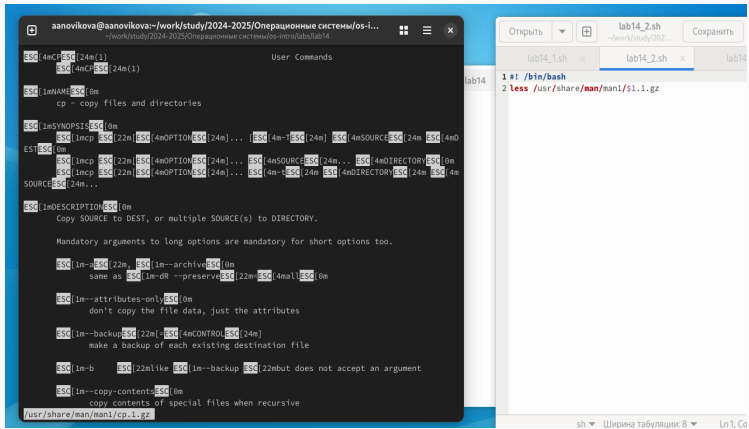 aanovikova@aanovikova:~/work/study/2024-2025/Операционные системы/os-i...
~/work/study/2024-2025/Операционные системы/os-intro/labs/lab14
ESC[4mCPESC[24m(1) User Commands
ESC[4mCPESC[24m(1)
ESC[1mNAMEESC[0m
cp - copy files and directories
ESC[1mSYNOPSISESC[0m
ESC[1mcp ESC[22m[ESC[4mOPTIONESC[24m]... [ESC[4m-TESC[24m] ESC[4mSOURCEESC[24m ESC[4mD
ESTESC[0m
ESC[1mcp ESC[22m[ESC[4mOPTIONESC[24m]... ESC[4mSOURCEESC[24m... ESC[4mDIRECTORYESC[0m
ESC[1mcp ESC[22m[ESC[4mOPTIONESC[24m]... ESC[4m-tESC[24m ESC[4mDIRECTORYESC[24m ESC[4m
SOURCEESC[24m...
ESC[1mDESCRIPTIONESC[0m
Copy SOURCE to DEST, or multiple SOURCE(s) to DIRECTORY.
Mandatory arguments to long options are mandatory for short options too.
ESC[1m-aESC[22m, ESC[1m--archiveESC[0m
same as ESC[1m-dR --preserveESC[22m=ESC[4mallESC[0m
ESC[1m--attributes-onlyESC[0m
don't copy the file data, just the attributes
ESC[1m--backupESC[22m[=ESC[4mCONTROLESC[24m]
make a backup of each existing destination file
ESC[1m-b ESC[22mlike ESC[1m--backup ESC[22mbut does not accept an argument
ESC[1m--copy-contentsESC[0m
copy contents of special files when recursive
/usr/share/man/man1/cp.1.gz
lab14
Открыть
lab14_2.sh
~/work/study/202...
Сохранить
lab14_1.sh × lab14_2.sh × lab14
1 #! /bin/bash
2 less /usr/share/man/man1/$1.1.gz
sh Ширина табуляции: 8 Ln 1, Co